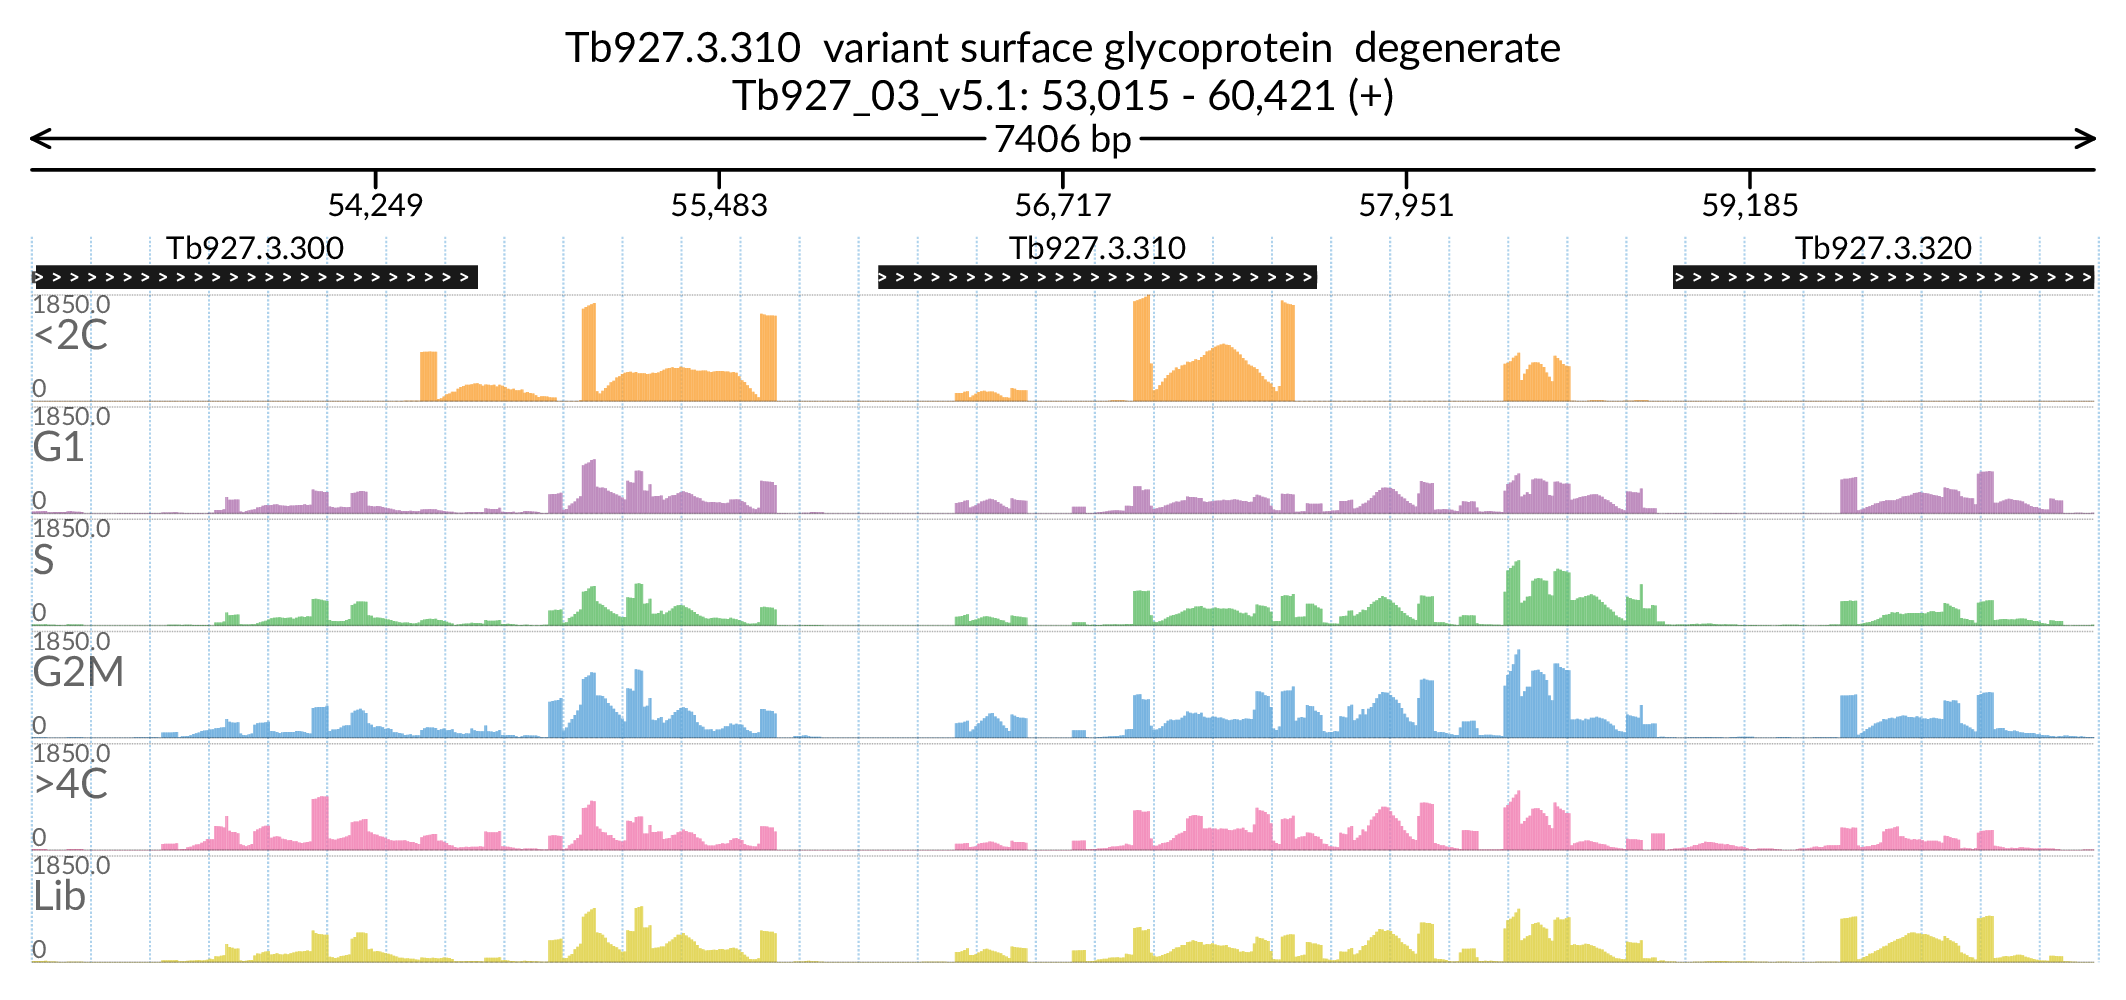 Tb927.3.310  variant surface glycoprotein  degenerate
Tb927_03_v5.1: 53,015 - 60,421 (+)
7406 bp
54,249 55,483 56,717 57,951 59,185
Tb927.3.300 Tb927.3.310 Tb927.3.320
1850.0
<2C
0
1850.0
G1
0
1850.0
S
0
1850.0
G2M
0
1850.0
>4C
0
1850.0
Lib
0